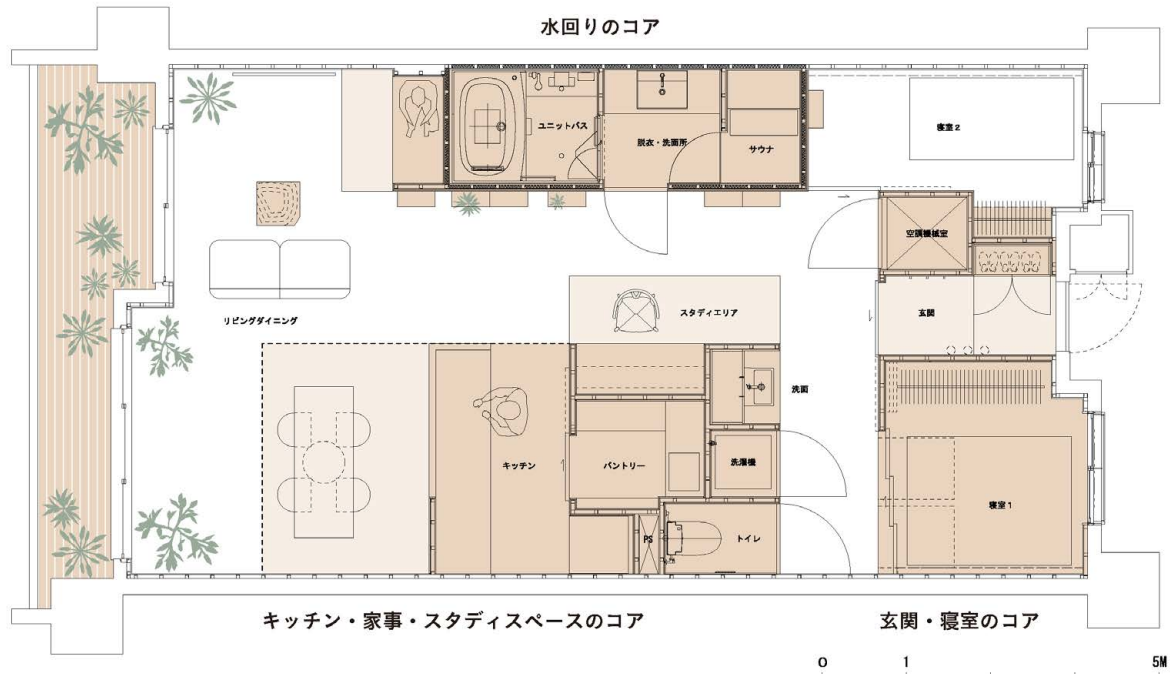 水回りのコア
ユニットバス
脱衣・洗面所
サウナ
寝室2
空調機械室
玄関
スタディエリア
リビングダイニング
洗面
キッチン
パントリー
洗濯機
寝室1
PS
トイレ
キッチン・家事・スタディスペースのコア
玄関・寝室のコア
0 1 5M